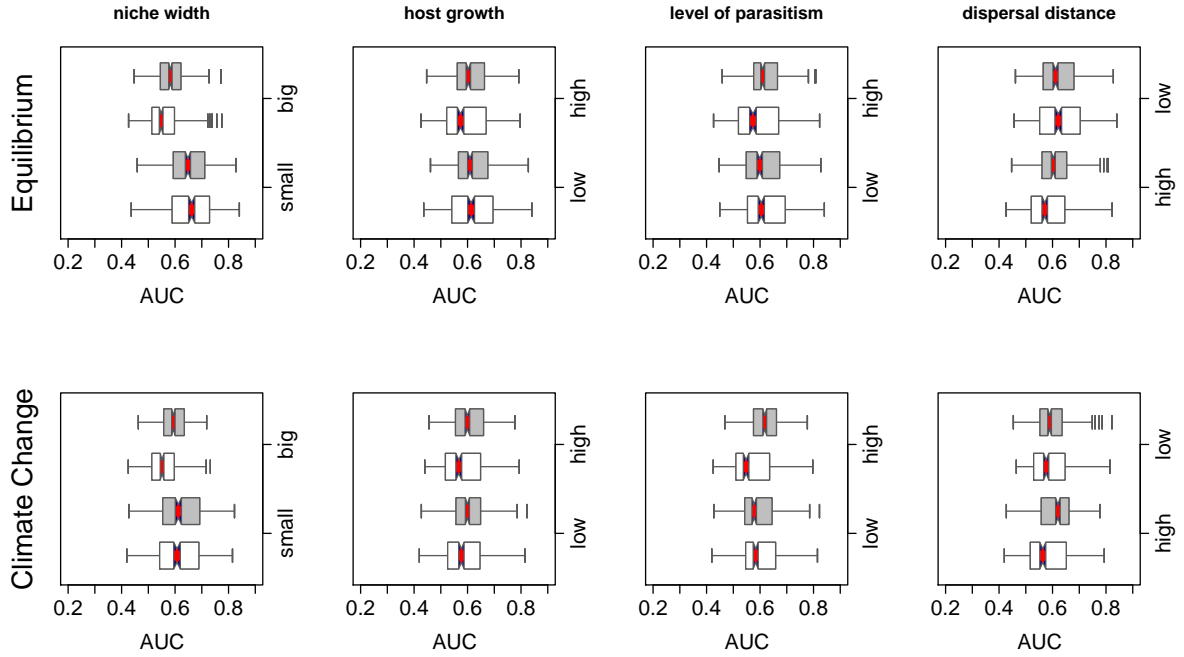 niche width
host growth
level of parasitism
dispersal distance
Equilibrium
big
small
0.2 0.4 0.6 0.8
AUC
high
low
0.2 0.4 0.6 0.8
AUC
high
low
0.2 0.4 0.6 0.8
AUC
low
high
0.2 0.4 0.6 0.8
AUC
Climate Change
big
small
0.2 0.4 0.6 0.8
AUC
high
low
0.2 0.4 0.6 0.8
AUC
high
low
0.2 0.4 0.6 0.8
AUC
low
high
0.2 0.4 0.6 0.8
AUC